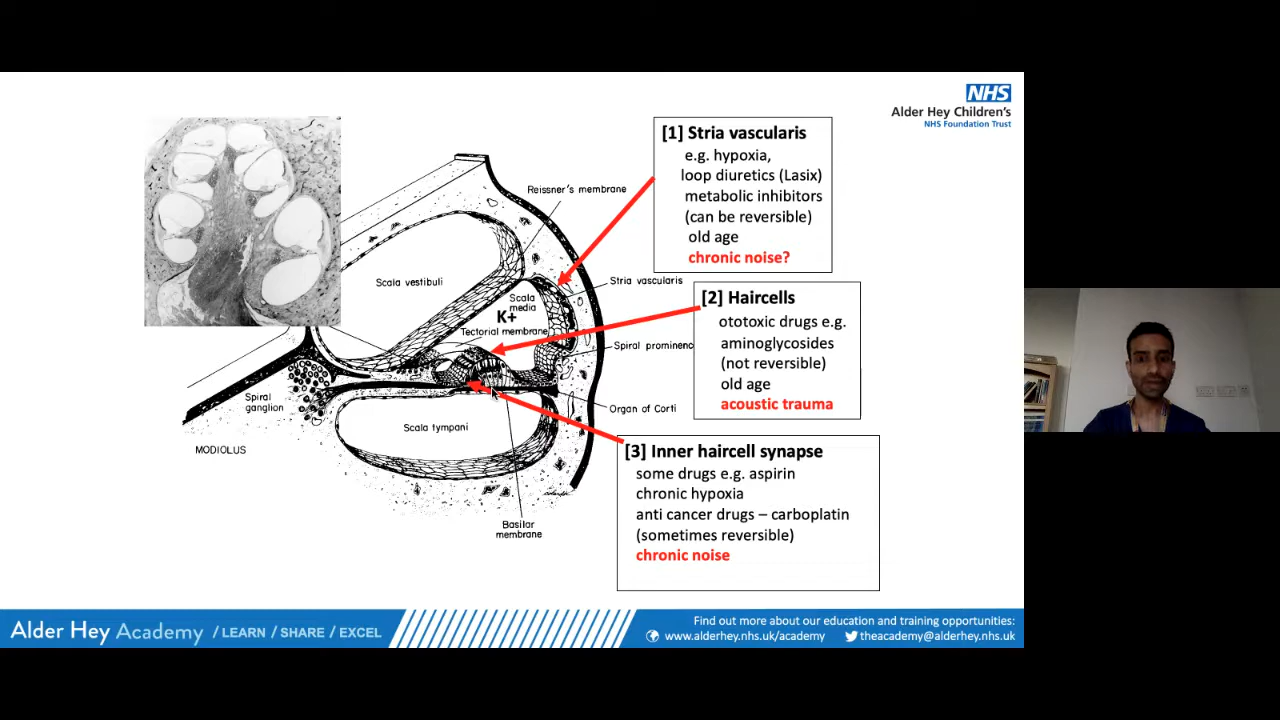 NHS
Alder Hey Children's
NHS Foundation Trust
[1] Stria vascularis
e.g. hypoxia,
loop diuretics (Lasix)
metabolic inhibitors
(can be reversible)
old age
chronic noise?
[2] Haircells
ototoxic drugs e.g.
aminoglycosides
(not reversible)
old age
acoustic trauma
[3] Inner haircell synapse
some drugs e.g. aspirin
chronic hypoxia
anti cancer drugs – carboplatin
(sometimes reversible)
chronic noise
Reissner's membrane
Scala vestibuli
Stria vascularis
Scala
media
K+
Tectorial membrane
Spiral prominenc
Spiral
ganglion
Organ of Corti
Scala tympani
MODIOLUS
Basilar
membrane
Alder Hey Academy / LEARN / SHARE / EXCEL
Find out more about our education and training opportunities:
www.alderhey.nhs.uk/academy theacademy@alderhey.nhs.uk